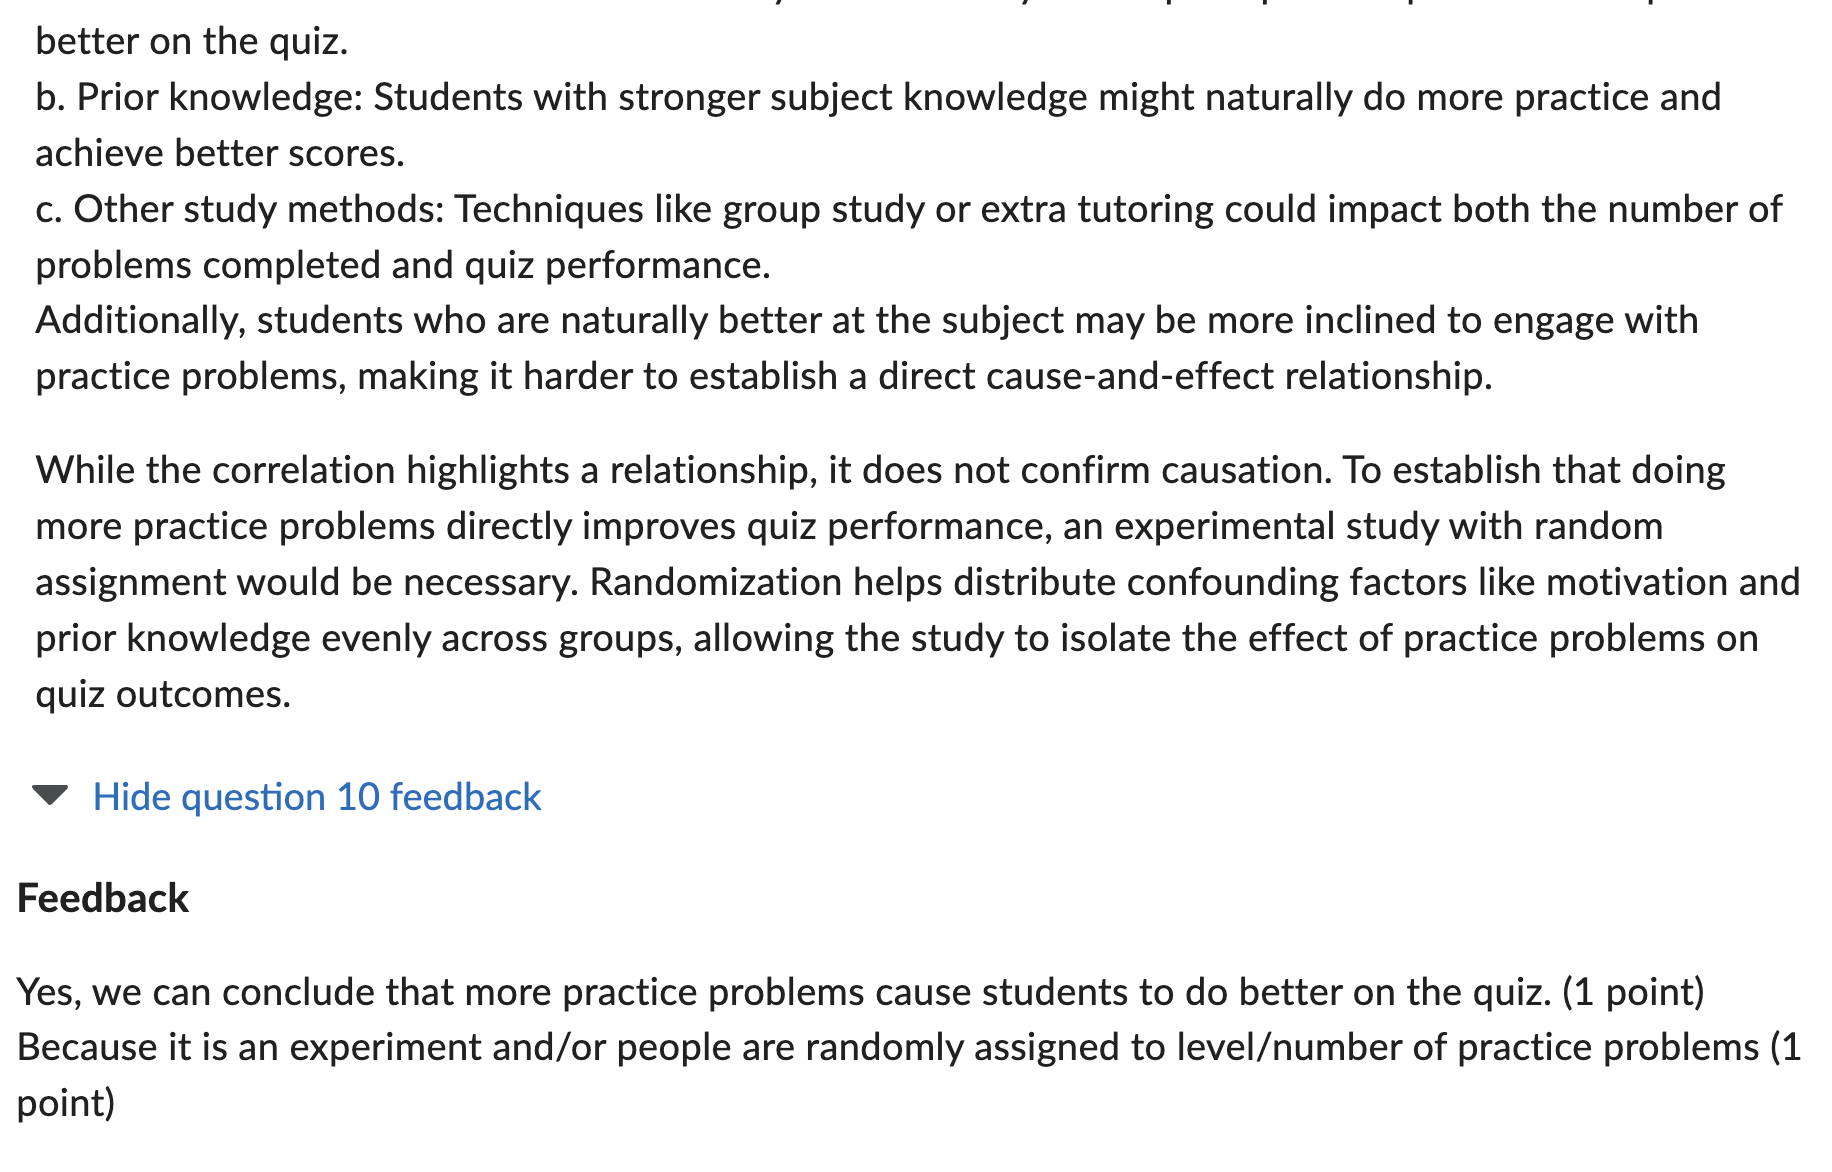 better on the quiz.
b. Prior knowledge: Students with stronger subject knowledge might naturally do more practice and
achieve better scores.
c. Other study methods: Techniques like group study or extra tutoring could impact both the number of
problems completed and quiz performance.
Additionally, students who are naturally better at the subject may be more inclined to engage with
practice problems, making it harder to establish a direct cause-and-effect relationship.
While the correlation highlights a relationship, it does not confirm causation. To establish that doing
more practice problems directly improves quiz performance, an experimental study with random
assignment would be necessary. Randomization helps distribute confounding factors like motivation and
prior knowledge evenly across groups, allowing the study to isolate the effect of practice problems on
quiz outcomes.
Hide question 10 feedback
Feedback
Yes, we can conclude that more practice problems cause students to do better on the quiz. (1 point)
Because it is an experiment and/or people are randomly assigned to level/number of practice problems (1
point)